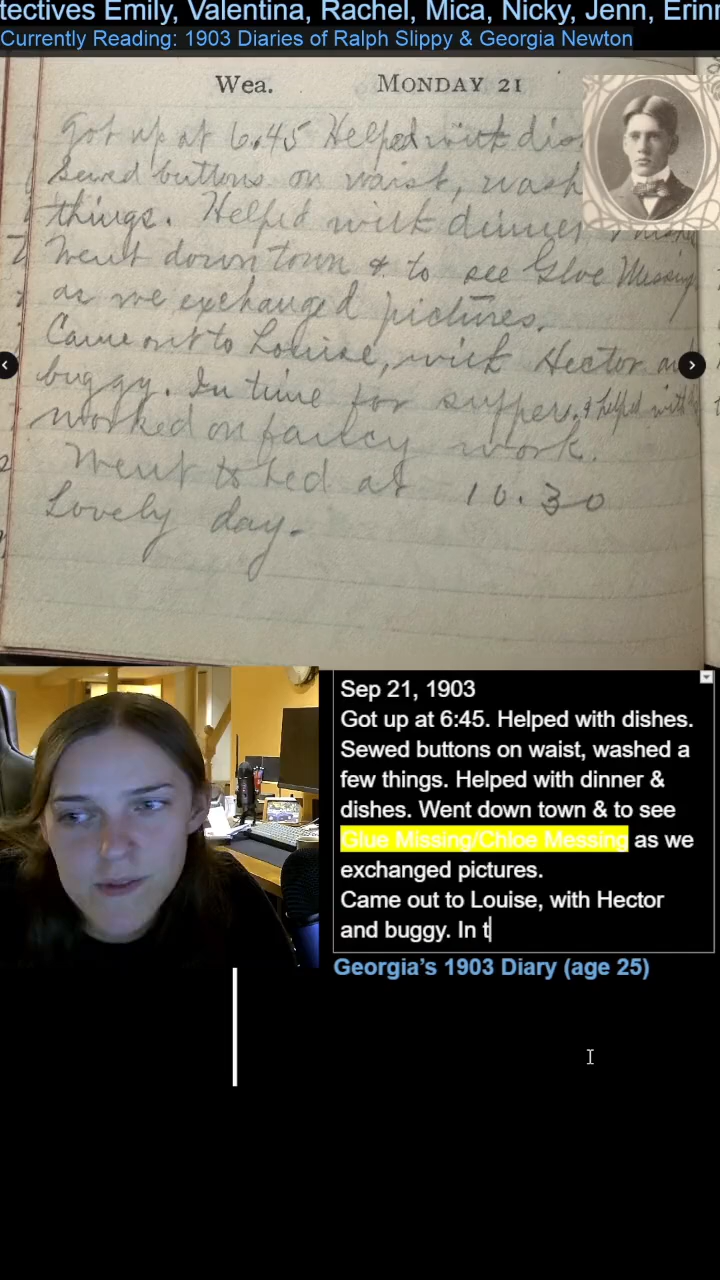 tectives Emily, Valentina, Rachel, Mica, Nicky, Jenn, Erin
Currently Reading: 1903 Diaries of Ralph Slippy & Georgia Newton
Wea. MONDAY 21
Got up at 6.45 Helped with dis
Sewed buttons on waist, wash
things. Helped with dinner
Went down town & to see
as we exchanged pictures.
Came out to Louise, with Hector an
buggy. In time for supper. & helped with
worked on fancy work.
Went to bed at 10.30
Lovely day.
Sep 21, 1903
Got up at 6:45. Helped with dishes.
Sewed buttons on waist, washed a
few things. Helped with dinner &
dishes. Went down town & to see
Glue Missing/Chloe Messing as we
exchanged pictures.
Came out to Louise, with Hector
and buggy. In t
Georgia’s 1903 Diary (age 25)